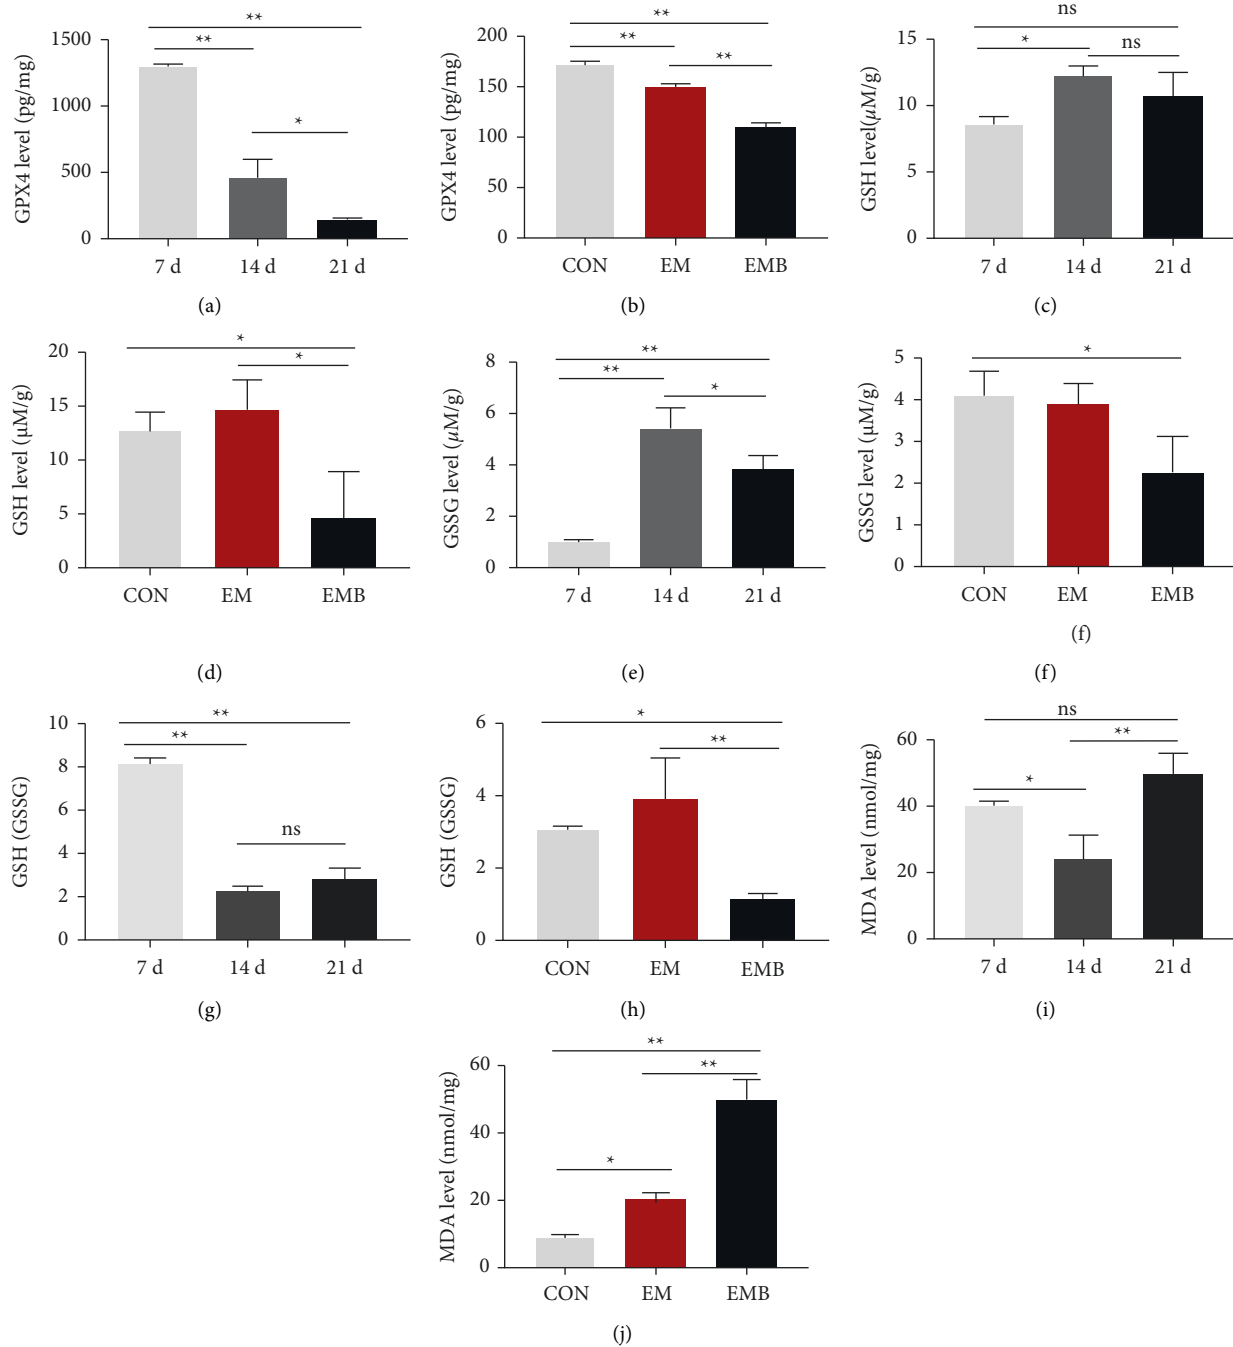 **
**
*
GPX4 level (pg/mg)
1500
1000
500
0
7 d 14 d 21 d
(a)
**
**
**
GPX4 level (pg/mg)
200
150
100
50
0
CON EM EMB
(b)
ns
*
ns
GSH level(μM/g)
15
10
5
0
7 d 14 d 21 d
(c)
*
*
GSH level (μM/g)
20
15
10
5
0
CON EM EMB
(d)
**
**
*
GSSG level (μM/g)
8
6
4
2
0
7 d 14 d 21 d
(e)
*
GSSG level (μM/g)
5
4
3
2
1
0
CON EM EMB
(f)
(f)
**
**
ns
GSH (GSSG)
10
8
6
4
2
0
7 d 14 d 21 d
(g)
*
**
GSH (GSSG)
6
4
2
0
CON EM EMB
(h)
ns
**
*
MDA level (nmol/mg)
60
40
20
0
7 d 14 d 21 d
(i)
**
**
*
MDA level (nmol/mg)
60
40
20
0
CON EM EMB
(j)